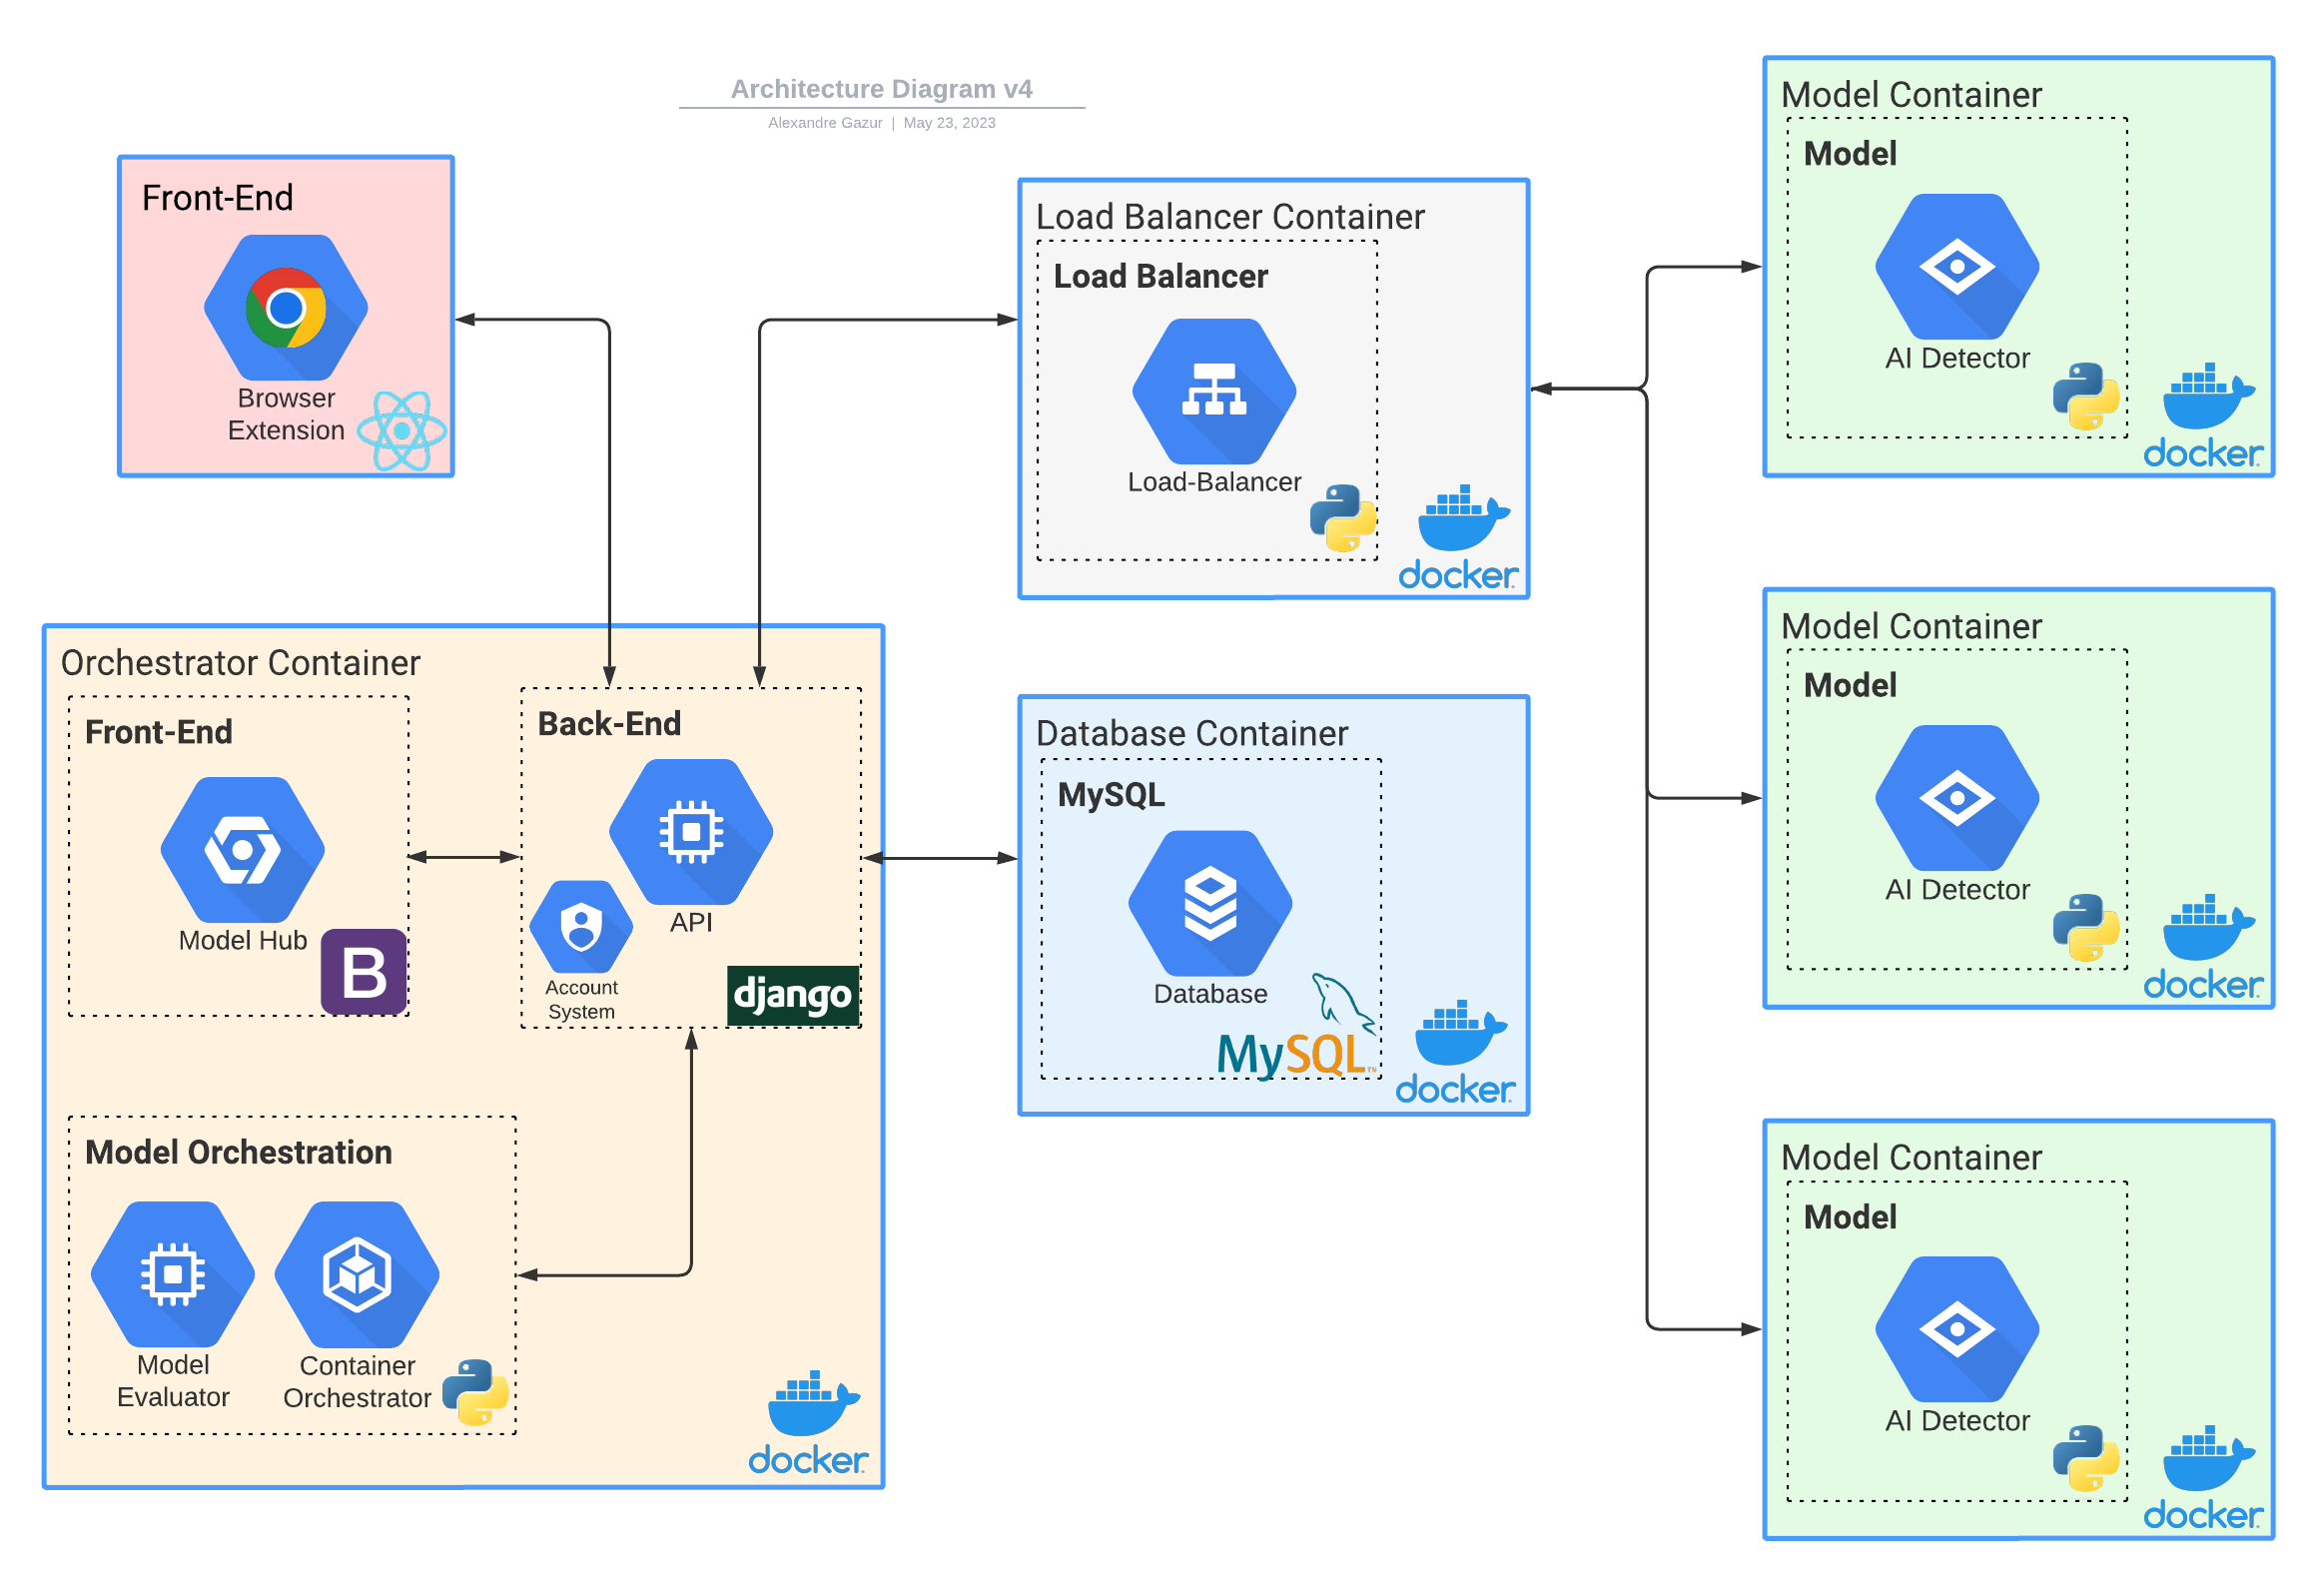 Architecture Diagram v4
Alexandre Gazur | May 23, 2023
Front-End
Browser
Extension
Orchestrator Container
Front-End
Model Hub
B
Back-End
API
Account
System
django
Model Orchestration
Model
Evaluator
Container
Orchestrator
docker
Load Balancer Container
Load Balancer
Load-Balancer
docker
Database Container
MySQL
Database
MySQL™
docker
Model Container
Model
AI Detector
docker
Model Container
Model
AI Detector
docker
Model Container
Model
AI Detector
docker